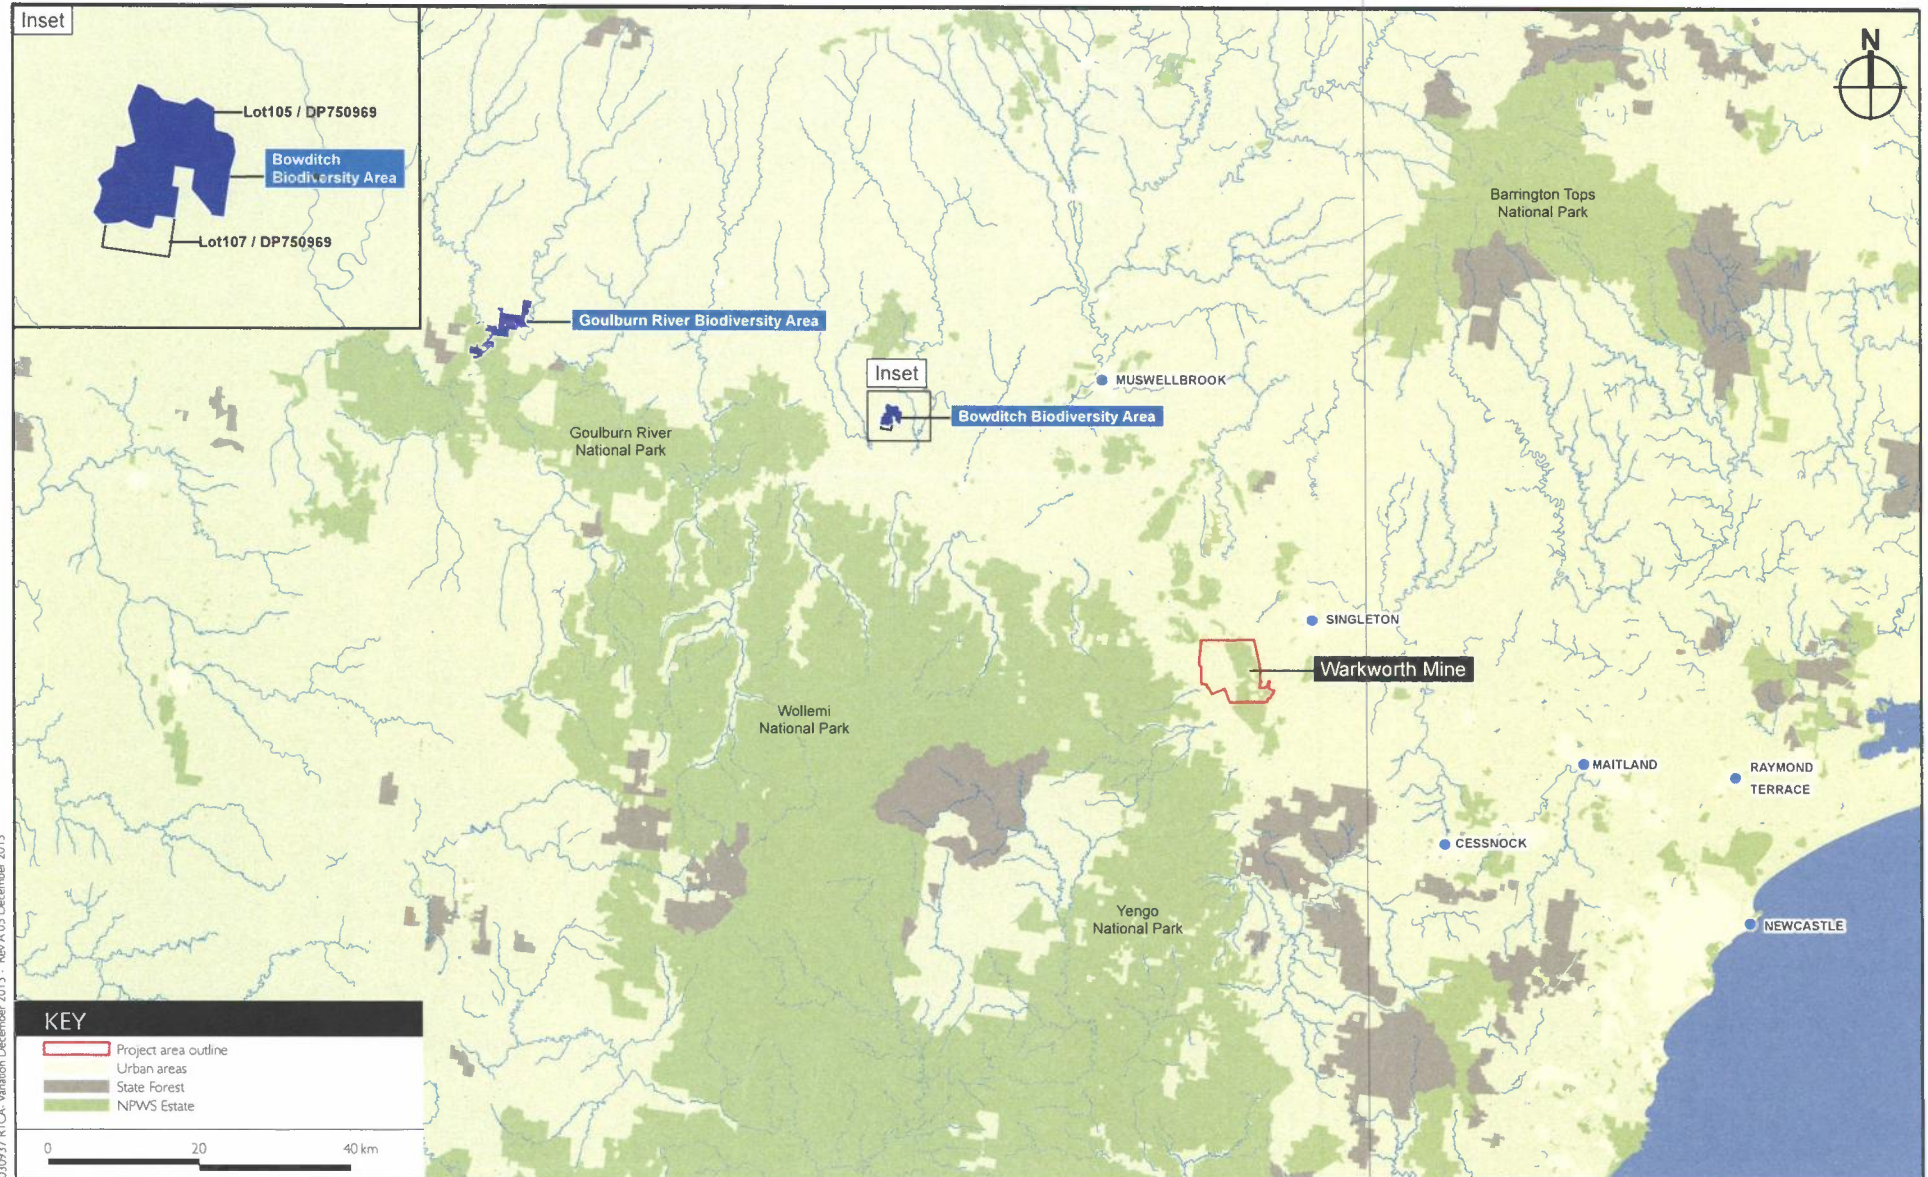 Inset
Lot105 / DP750969
Bowditch
Biodiversity Area
Lot107 / DP750969
N
Barrington Tops
National Park
Goulburn River Biodiversity Area
Inset
MUSWELLBROOK
Bowditch Biodiversity Area
Goulburn River
National Park
SINGLETON
Warkworth Mine
Wollemi
National Park
MAITLAND
RAYMOND
TERRACE
CESSNOCK
Yengo
National Park
NEWCASTLE
KEY
Project area outline
Urban areas
State Forest
NPWS Estate
0 20 40 km